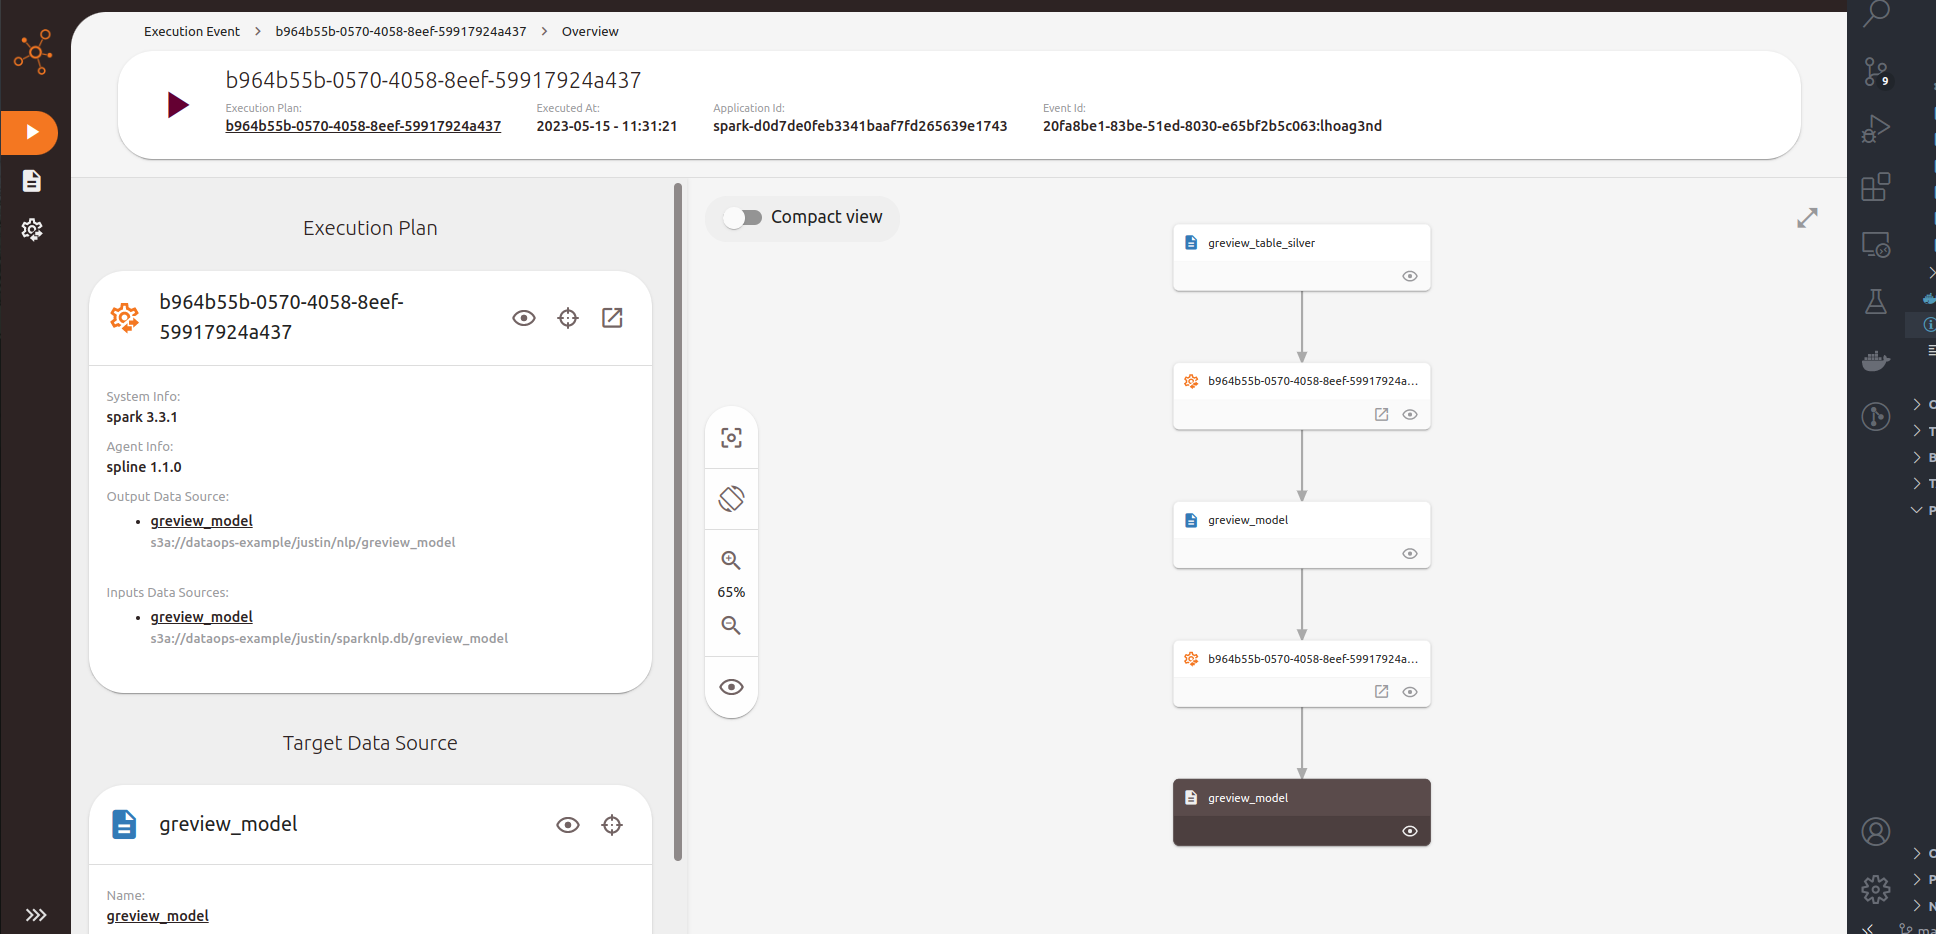 Execution Event > b964b55b-0570-4058-8eef-59917924a437 > Overview
b964b55b-0570-4058-8eef-59917924a437
Execution Plan:
b964b55b-0570-4058-8eef-59917924a437
Executed At:
2023-05-15 - 11:31:21
Application Id:
spark-d0d7de0feb3341baaf7fd265639e1743
Event Id:
20fa8be1-83be-51ed-8030-e65bf2b5c063:lhoag3nd
Execution Plan
b964b55b-0570-4058-8eef-
59917924a437
System Info:
spark 3.3.1
Agent Info:
spline 1.1.0
Output Data Source:
• greview_model
s3a://dataops-example/justin/nlp/greview_model
Inputs Data Sources:
• greview_model
s3a://dataops-example/justin/sparknlp.db/greview_model
Target Data Source
greview_model
Name:
greview_model
Compact view
65%
greview_table_silver
b964b55b-0570-4058-8eef-59917924a...
greview_model
b964b55b-0570-4058-8eef-59917924a...
greview_model
9